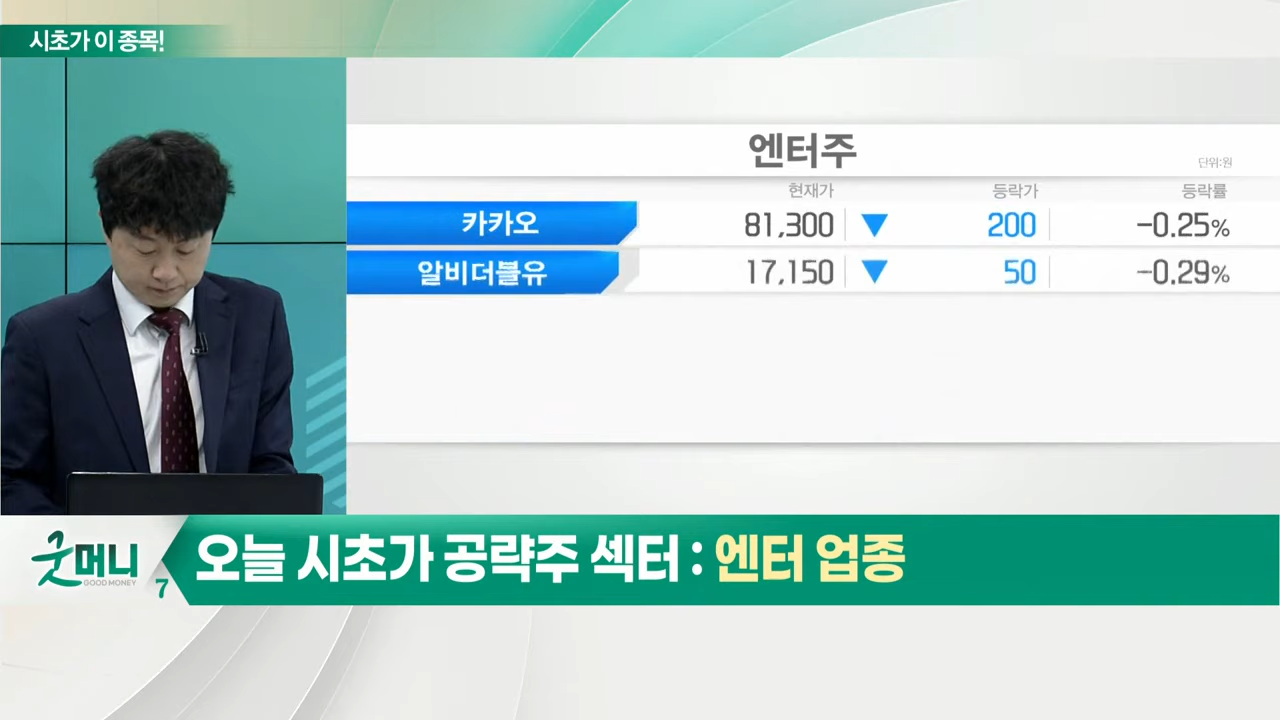 시초가 이 종목!
엔터주
단위:원
현재가 등락가 등락률
카카오 81,300 ▼ 200 -0.25%
알비더블유 17,150 ▼ 50 -0.29%
굿머니
GOOD MONEY
7
오늘 시초가 공략주 섹터 : 엔터 업종